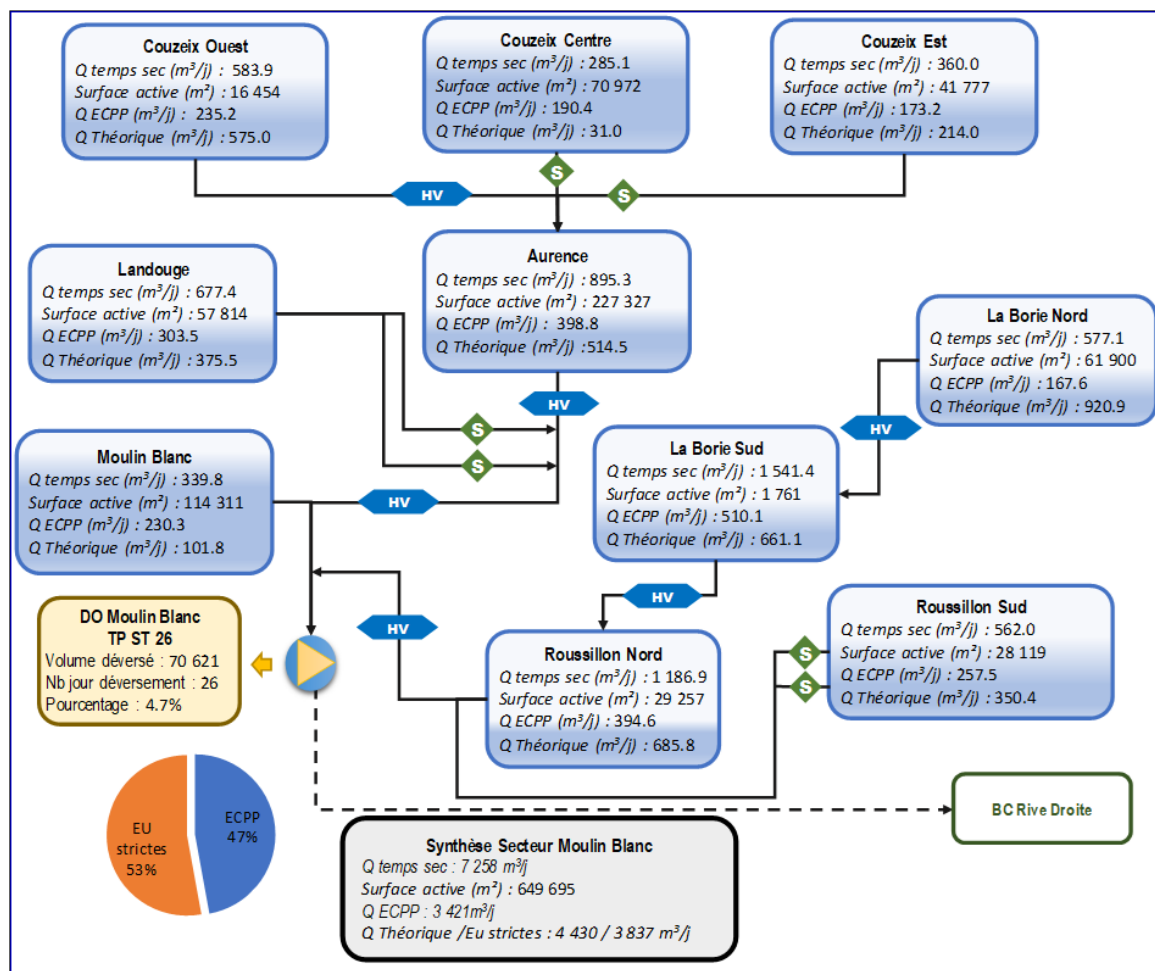 Couzeix Ouest
Q temps sec (m³/j) : 583.9
Surface active (m²) : 16 454
Q ECPP (m³/j) : 235.2
Q Théorique (m³/j) : 575.0
Couzeix Centre
Q temps sec (m³/j) : 285.1
Surface active (m²) : 70 972
Q ECPP (m³/j) : 190.4
Q Théorique (m³/j) : 31.0
Couzeix Est
Q temps sec (m³/j) : 360.0
Surface active (m²) : 41 777
Q ECPP (m³/j) : 173.2
Q Théorique (m³/j) : 214.0
S
HV
S
Landouge
Q temps sec (m³/j) : 677.4
Surface active (m²) : 57 814
Q ECPP (m³/j) : 303.5
Q Théorique (m³/j) : 375.5
Aurence
Q temps sec (m³/j) : 895.3
Surface active (m²) : 227 327
Q ECPP (m³/j) : 398.8
Q Théorique (m³/j) : 514.5
La Borie Nord
Q temps sec (m³/j) : 577.1
Surface active (m²) : 61 900
Q ECPP (m³/j) : 167.6
Q Théorique (m³/j) : 920.9
HV
HV
S
S
Moulin Blanc
Q temps sec (m³/j) : 339.8
Surface active (m²) : 114 311
Q ECPP (m³/j) : 230.3
Q Théorique (m³/j) : 101.8
HV
La Borie Sud
Q temps sec (m³/j) : 1 541.4
Surface active (m²) : 1 761
Q ECPP (m³/j) : 510.1
Q Théorique (m³/j) : 661.1
HV
HV
DO Moulin Blanc
TP ST 26
Volume déversé : 70 621
Nb jour déversement : 26
Pourcentage : 4.7%
Roussillon Nord
Q temps sec (m³/j) : 1 186.9
Surface active (m²) : 29 257
Q ECPP (m³/j) : 394.6
Q Théorique (m³/j) : 685.8
S
S
Roussillon Sud
Q temps sec (m³/j) : 562.0
Surface active (m²) : 28 119
Q ECPP (m³/j) : 257.5
Q Théorique (m³/j) : 350.4
EU
strictes
53%
ECPP
47%
BC Rive Droite
Synthèse Secteur Moulin Blanc
Q temps sec : 7 258 m³/j
Surface active (m²) : 649 695
Q ECPP : 3 421m³/j
Q Théorique /Eu strictes : 4 430 / 3 837 m³/j